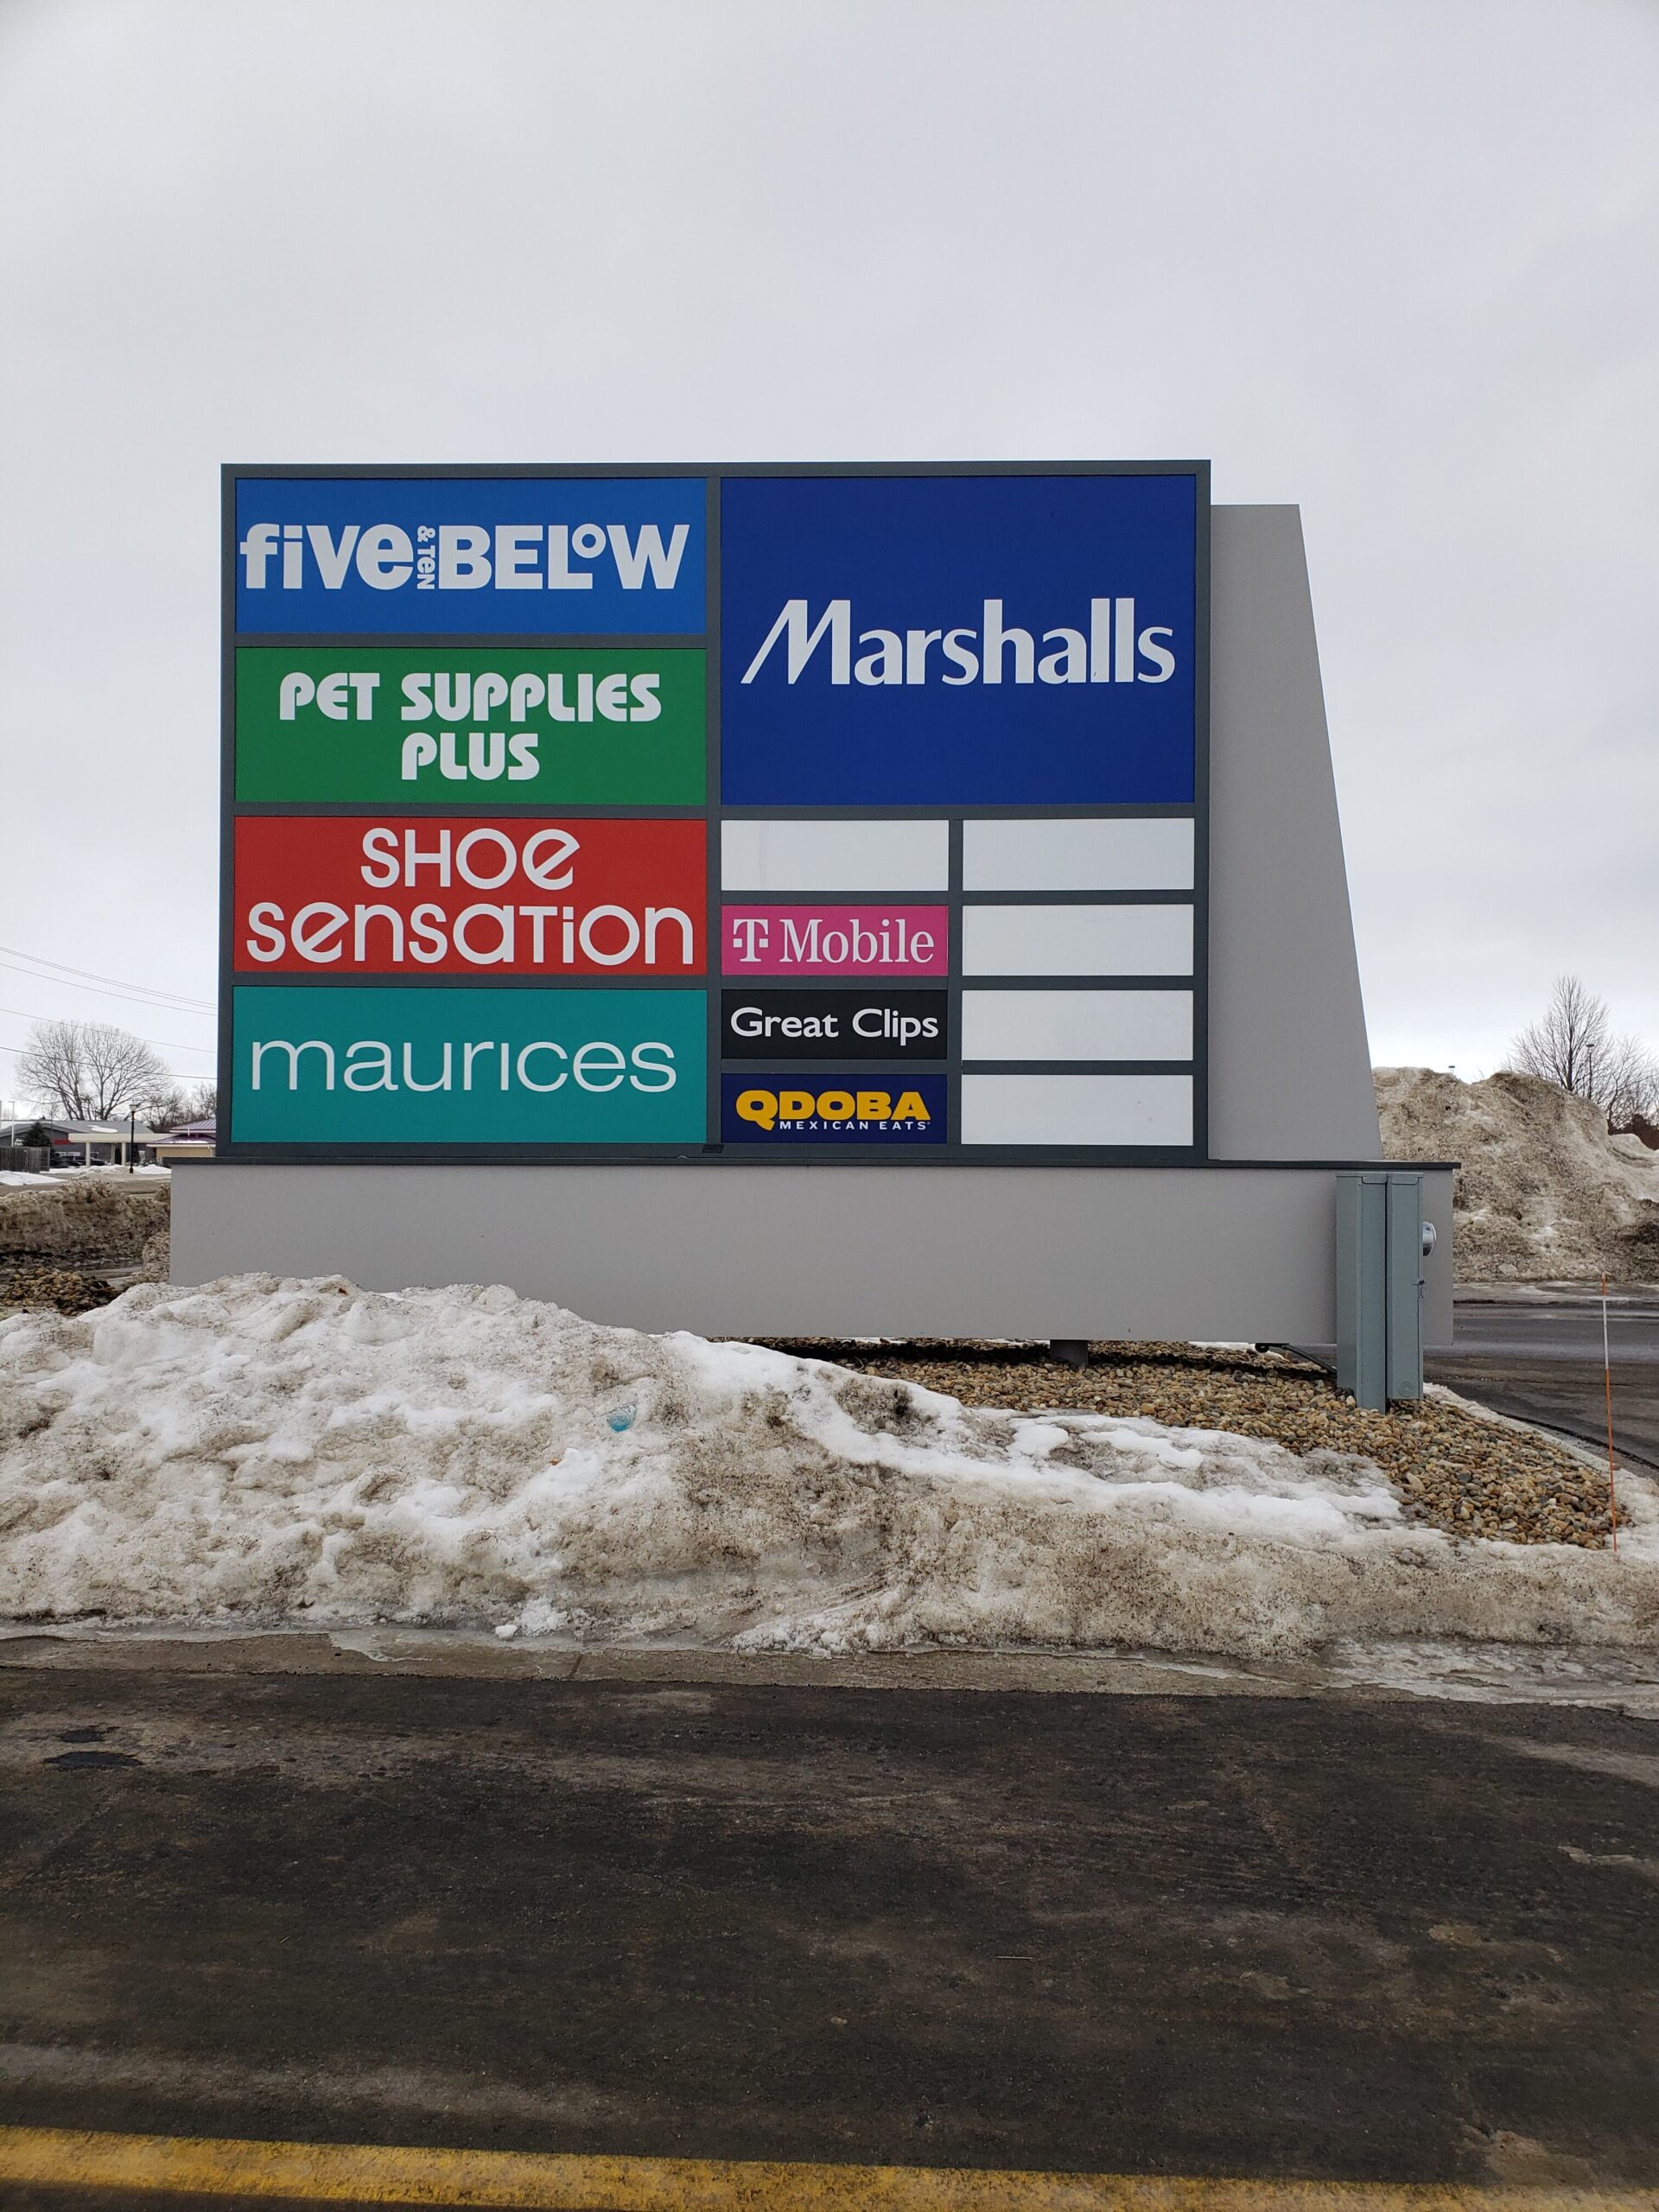 five & TEN BELOW
PET SUPPLIES
PLUS
SHOE
SENSATION
maurices
Marshalls
T Mobile
Great Clips
QDOBA
MEXICAN EATS